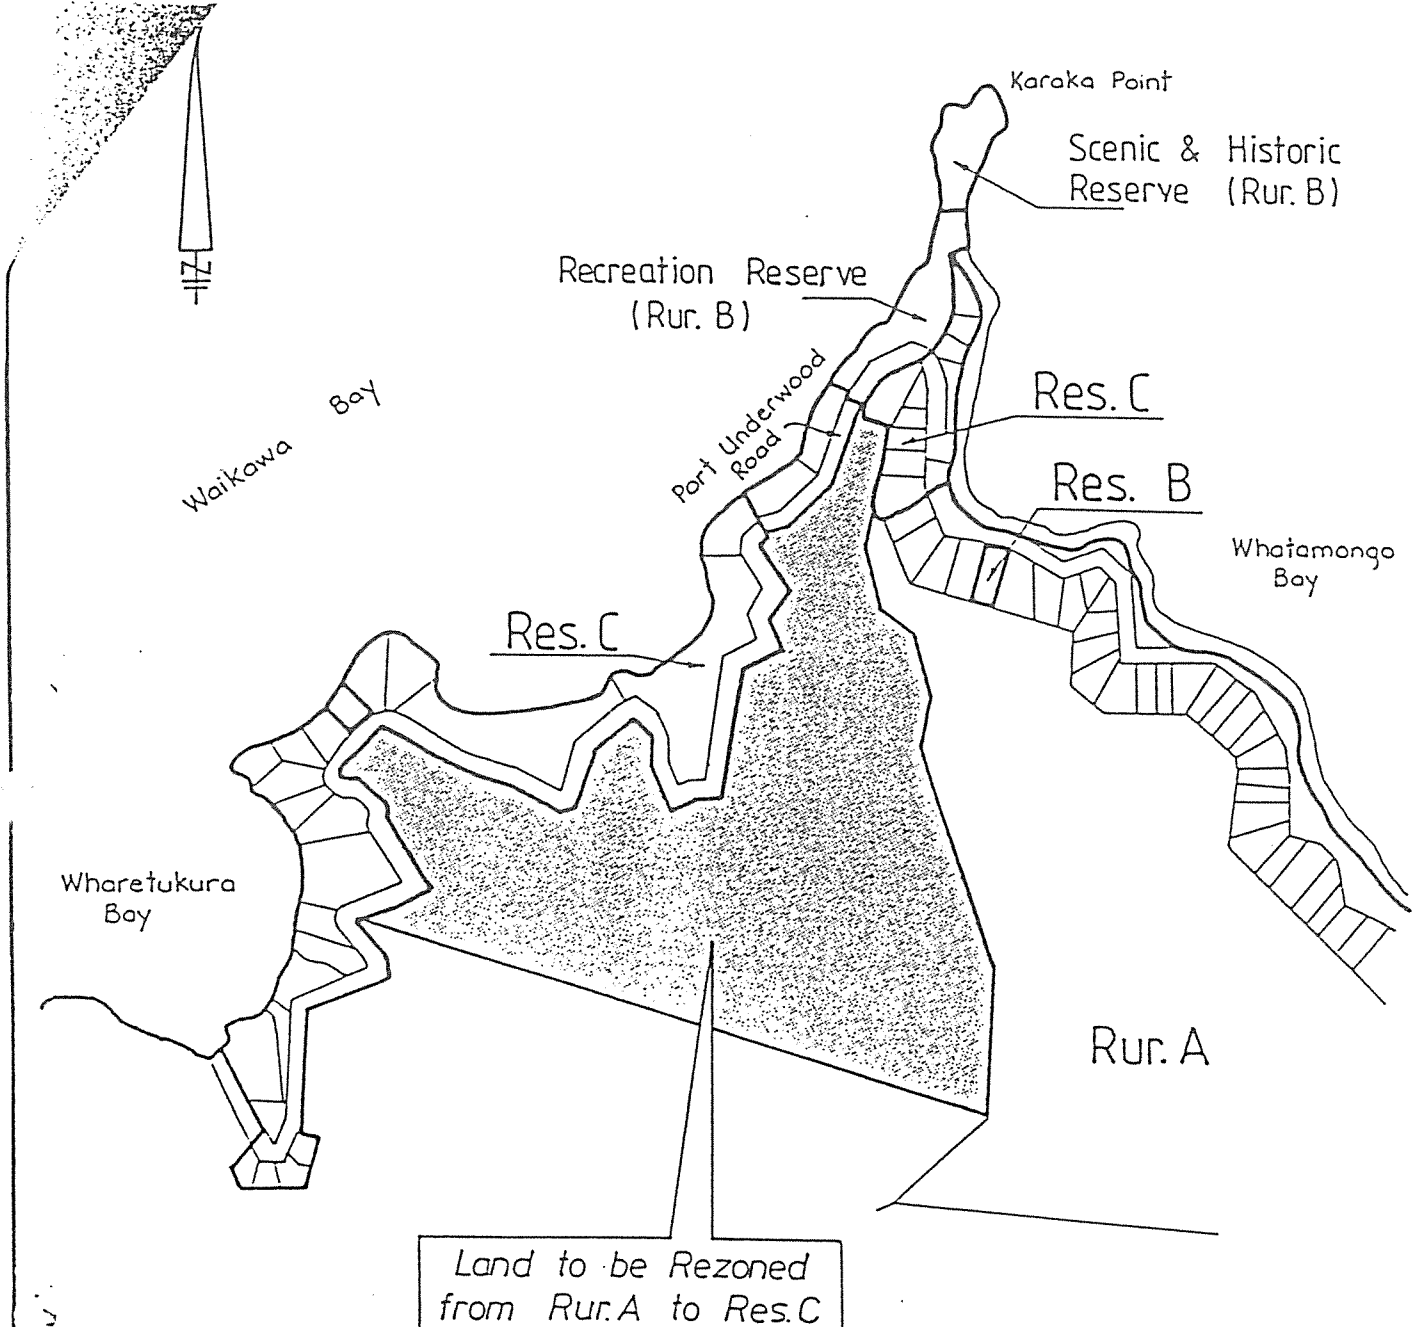 Karaka Point
Scenic & Historic
Reserve (Rur. B)
Recreation Reserve
(Rur. B)
Port Underwood
Road
Res. C
Res. B
Waikawa Bay
Whatamongo
Bay
Res. C
Wharetukura
Bay
Rur. A
Land to be Rezoned
from Rur. A to Res. C
N